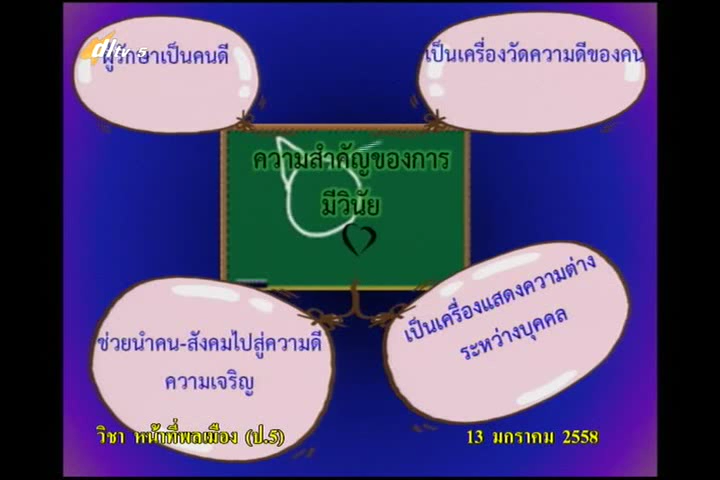 dltv 5
ผู้รักษาเป็นคนดี
เป็นเครื่องวัดความดีของคน
ความสำคัญของการ
มีวินัย
ช่วยนำคน-สังคมไปสู่ความดี
ความเจริญ
เป็นเครื่องแสดงความต่าง
ระหว่างบุคคล
วิชา หน้าที่พลเมือง (ป.5)
13 มกราคม 2558